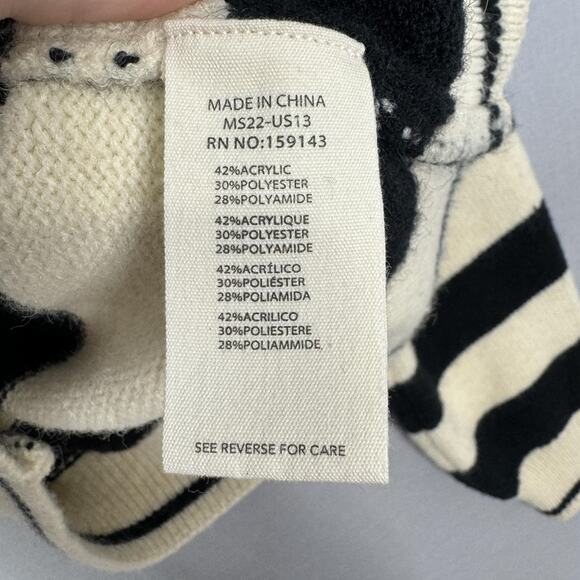 MADE IN CHINA
MS22-US13
RN NO:159143
42%ACRYLIC
30%POLYESTER
28%POLYAMIDE
42%ACRYLIQUE
30%POLYESTER
28%POLYAMIDE
42%ACRÍLICO
30%POLIÉSTER
28%POLIAMIDA
42%ACRILICO
30%POLIESTERE
28%POLIAMMIDE
SEE REVERSE FOR CARE